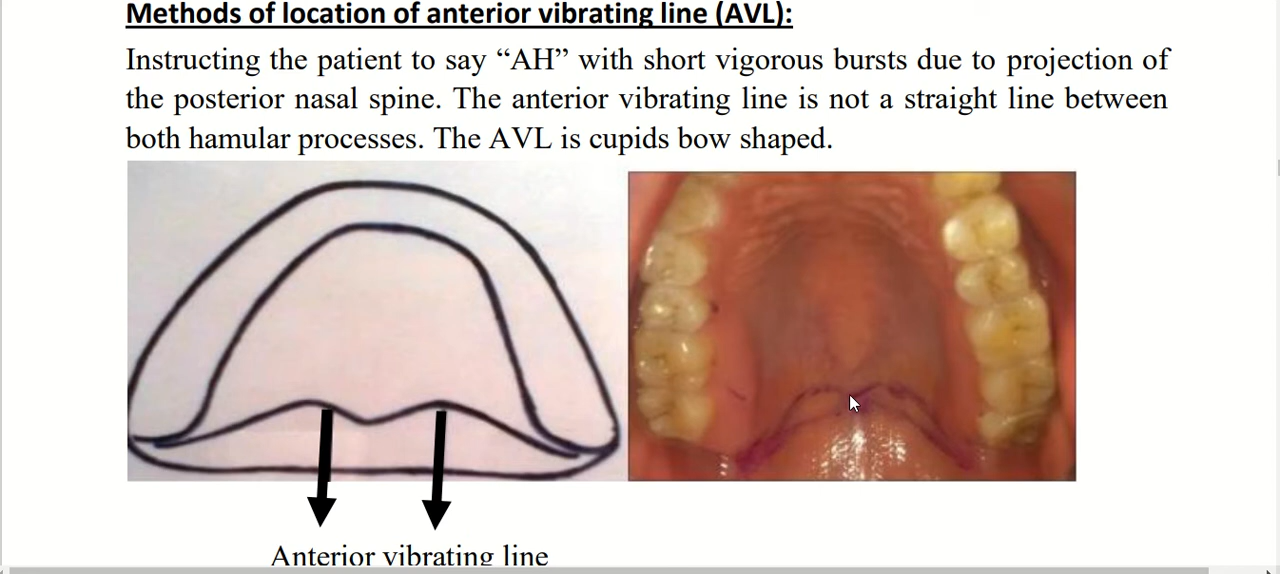 Methods of location of anterior vibrating line (AVL):
Instructing the patient to say “AH” with short vigorous bursts due to projection of
the posterior nasal spine. The anterior vibrating line is not a straight line between
both hamular processes. The AVL is cupids bow shaped.
Anterior vibrating line